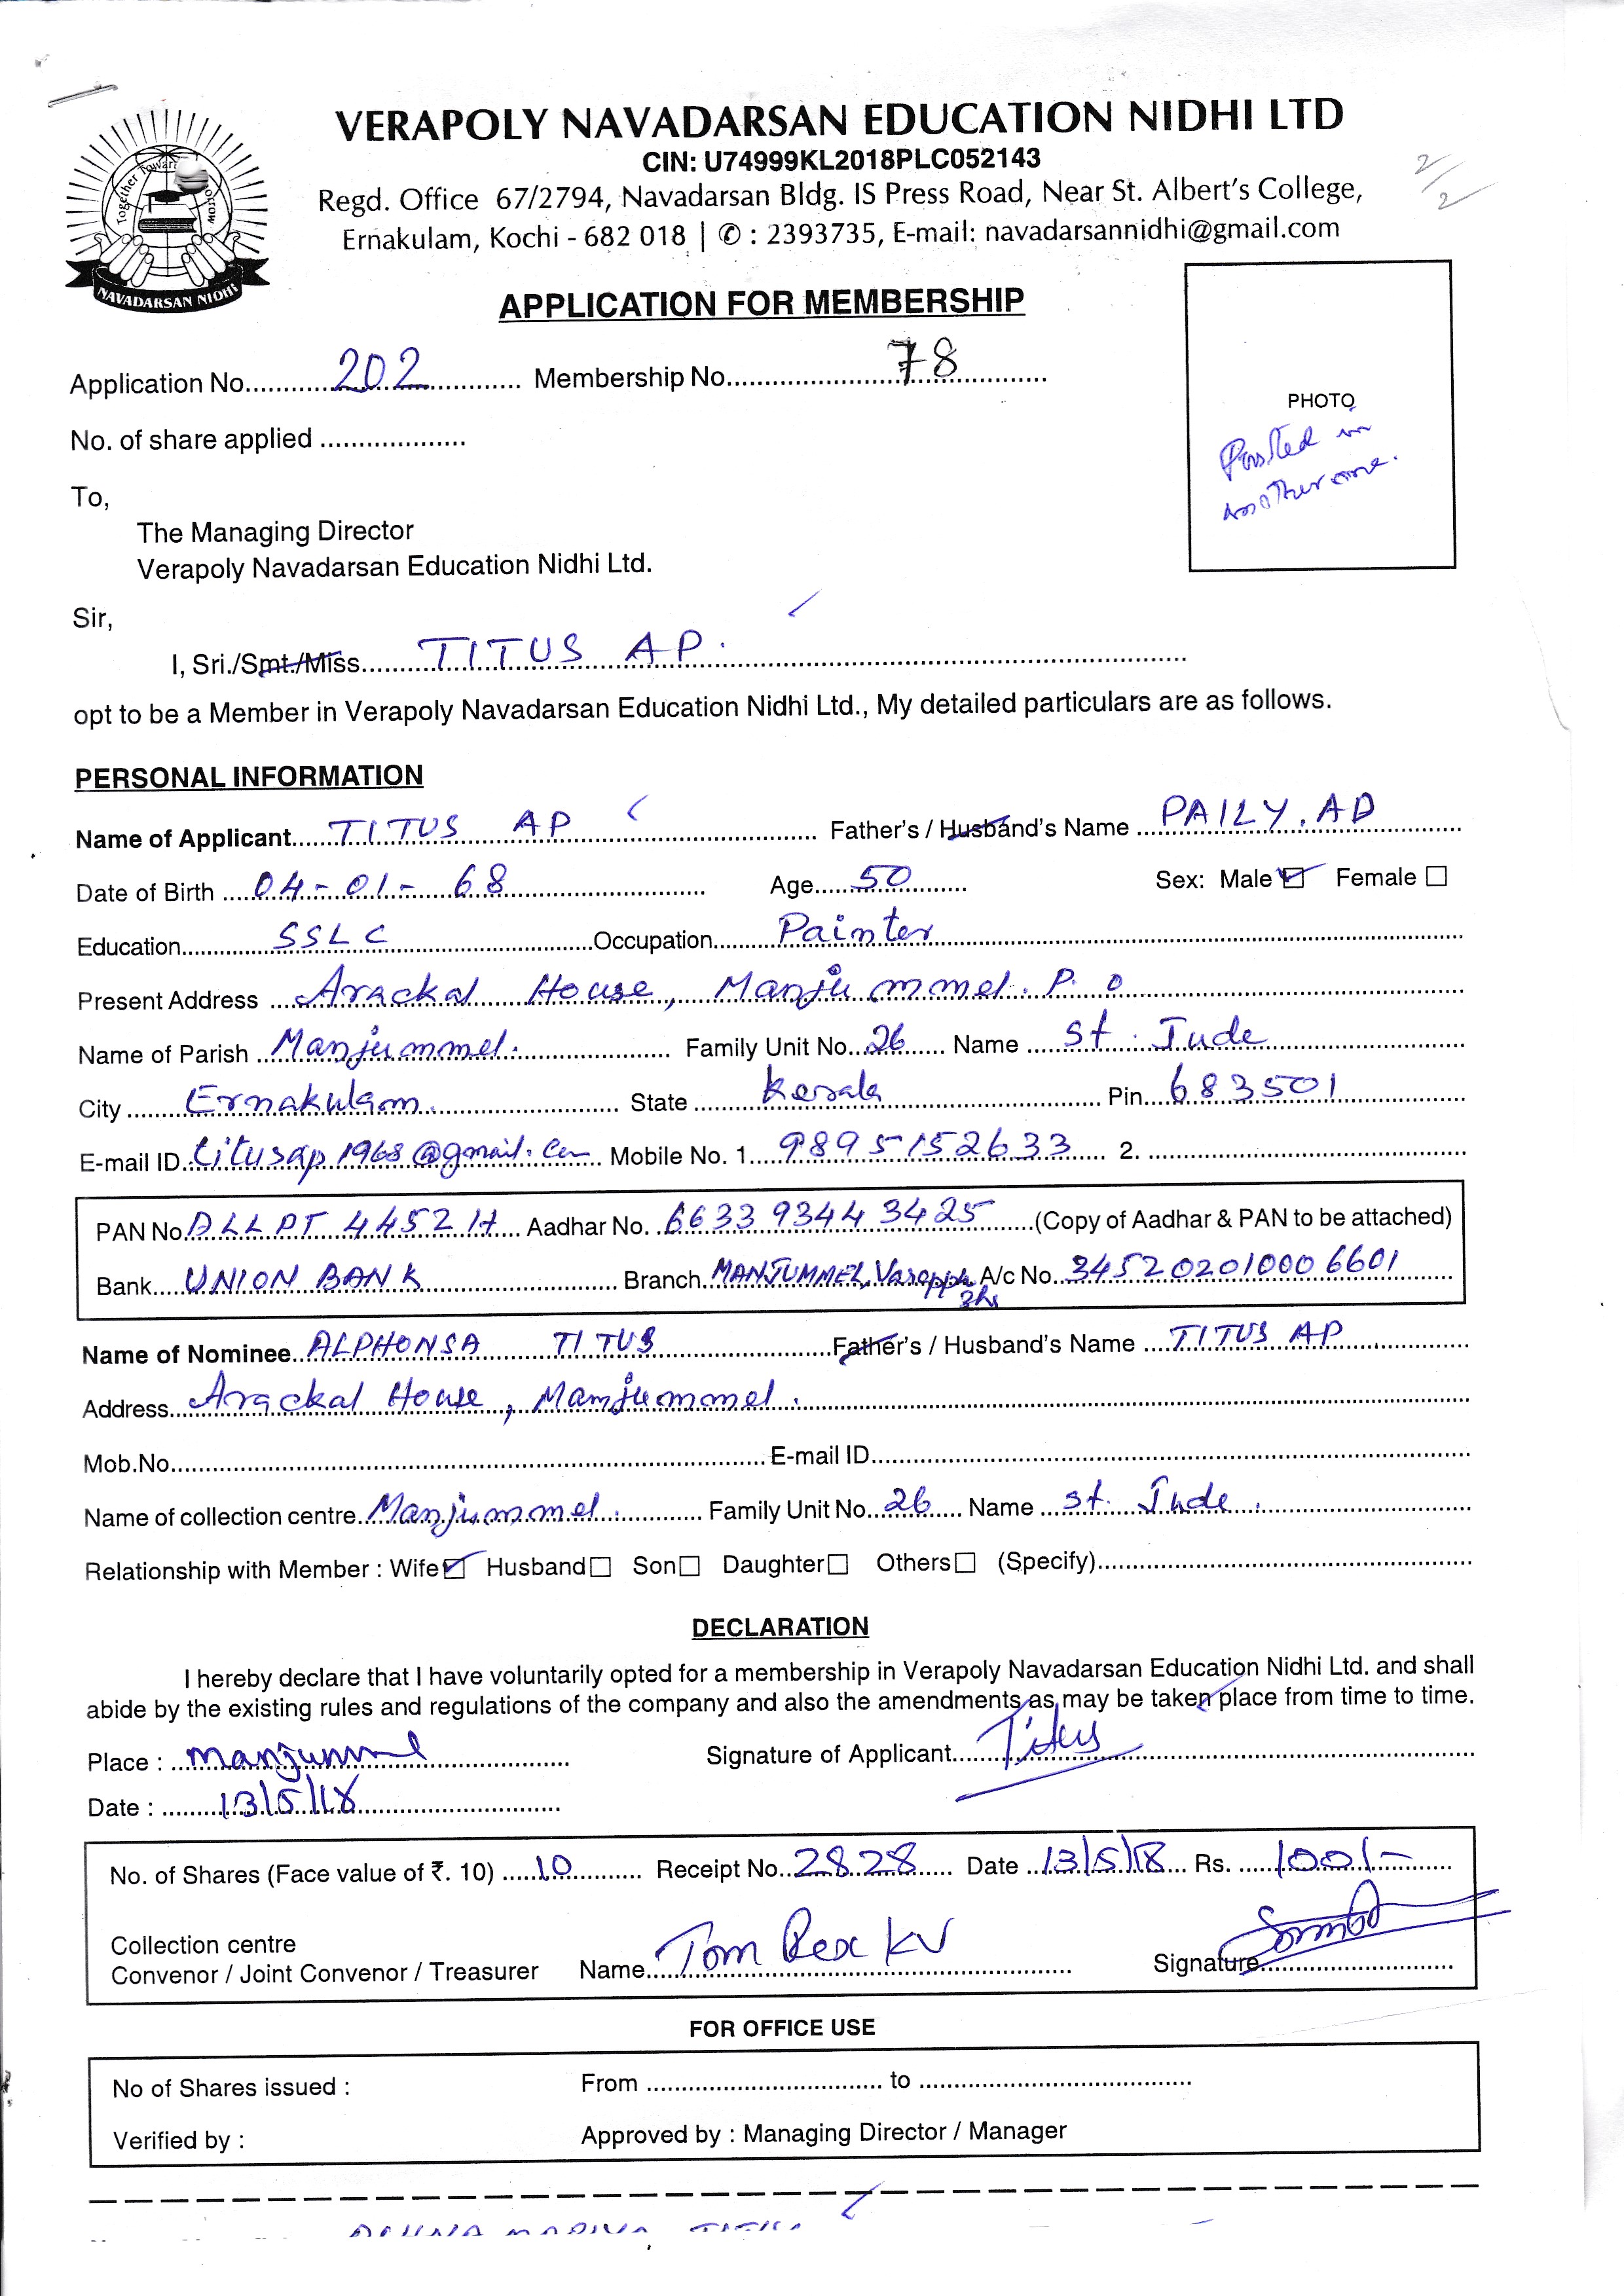 VERAPOLY NAVADARSAN EDUCATION NIDHI LTD
CIN: U74999KL2018PLC052143
Regd. Office 67/2794, Navadarsan Bldg. IS Press Road, Near St. Albert's College,
Ernakulam, Kochi - 682 018 | ✆ : 2393735, E-mail: navadarsannidhi@gmail.com
2/2
Together Towards
NAVADARSAN NIDHI
APPLICATION FOR MEMBERSHIP
Application No. 202 Membership No. 78
No. of share applied
PHOTO
Pasted in
another one.
To,
The Managing Director
Verapoly Navadarsan Education Nidhi Ltd.
Sir,
I, Sri./Smt./Miss TITUS AP.
opt to be a Member in Verapoly Navadarsan Education Nidhi Ltd., My detailed particulars are as follows.
PERSONAL INFORMATION
Name of Applicant TITUS AP Father's / Husband's Name PAILY. AD
Date of Birth 04-01-68 Age 50 Sex: Male ☑ Female ☐
Education SSLC Occupation Painter
Present Address Arackal House, Manjummel. P. O
Name of Parish Manjummel. Family Unit No. 26 Name St. Jude
City Ernakulam. State Kerala Pin 683501
E-mail ID titusap1968@gmail.com Mobile No. 1. 9895152633 2.
PAN No. DLLPT 4452H Aadhar No. 6633 9344 3425 (Copy of Aadhar & PAN to be attached)
Bank UNION BANK Branch MANJUMMEL, A/c No. 345202010006601
Name of Nominee ALPHONSA TITUS Father's / Husband's Name TITUS AP
Address Arackal House, Manjummel.
Mob.No. E-mail ID
Name of collection centre Manjummel. Family Unit No. 26 Name St. Jude.
Relationship with Member : Wife ☑ Husband ☐ Son ☐ Daughter ☐ Others ☐ (Specify)
DECLARATION
I hereby declare that I have voluntarily opted for a membership in Verapoly Navadarsan Education Nidhi Ltd. and shall
abide by the existing rules and regulations of the company and also the amendments as may be taken place from time to time.
Place : Manjummel Signature of Applicant Titus
Date : 13/5/18
No. of Shares (Face value of ₹. 10) 10 Receipt No. 2828 Date 13/5/18 Rs. 100/-
Collection centre
Convenor / Joint Convenor / Treasurer Name Tom Rex KV Signature
FOR OFFICE USE
No of Shares issued : From to
Verified by : Approved by : Managing Director / Manager